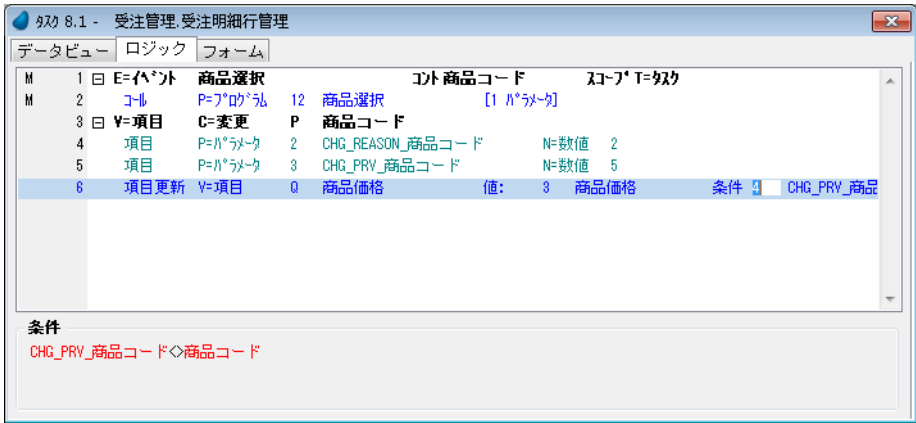 ﾀｽｸ 8.1 - 受注管理.受注明細行管理
データビュー ロジック フォーム
M 1 E=ｲﾍﾞﾝﾄ 商品選択 ｺﾝﾄ 商品コード ｽｺｰﾌﾟ T=ﾀｽｸ
M 2 ｺｰﾙ P=ﾌﾟﾛｸﾞﾗﾑ 12 商品選択 [1 ﾊﾟﾗﾒｰﾀ]
3 V=項目 C=変更 P 商品コード
4 項目 P=ﾊﾟﾗﾒｰﾀ 2 CHG_REASON_商品コード N=数値 2
5 項目 P=ﾊﾟﾗﾒｰﾀ 3 CHG_PRV_商品コード N=数値 5
6 項目更新 V=項目 Q 商品価格 値: 3 商品価格 条件 4 CHG_PRV_商品
条件
CHG_PRV_商品コード<>商品コード